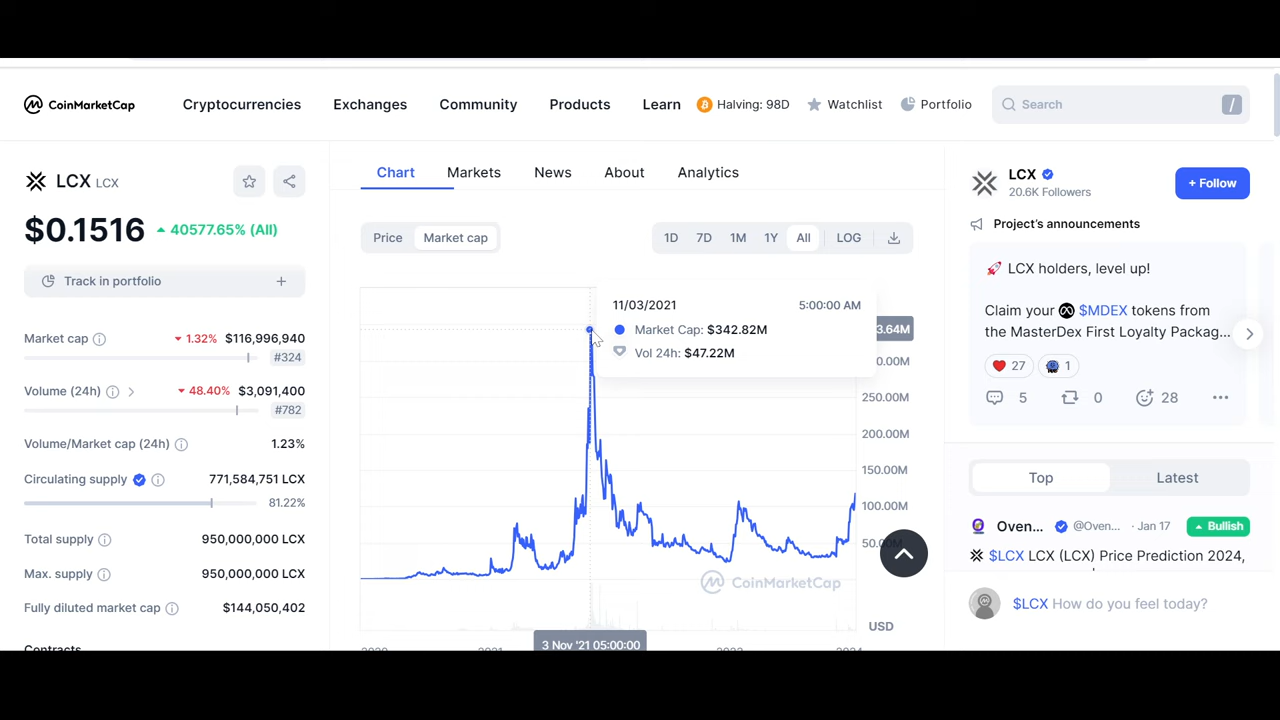 CoinMarketCap
Cryptocurrencies
Exchanges
Community
Products
Learn
Halving: 98D
Watchlist
Portfolio
Search
/
LCX LCX
$0.1516
40577.65% (All)
Track in portfolio
+
Market cap
1.32% $116,996,940
#324
Volume (24h)
48.40% $3,091,400
#782
Volume/Market cap (24h)
1.23%
Circulating supply
771,584,751 LCX
81.22%
Total supply
950,000,000 LCX
Max. supply
950,000,000 LCX
Fully diluted market cap
$144,050,402
Contracts
Chart
Markets
News
About
Analytics
Price
Market cap
1D
7D
1M
1Y
All
LOG
11/03/2021
5:00:00 AM
Market Cap: $342.82M
Vol 24h: $47.22M
3.64M
0.00M
250.00M
200.00M
150.00M
100.00M
50.0
CoinMarketCap
USD
3 Nov '21 05:00:00
LCX
20.6K Followers
+ Follow
Project's announcements
🚀 LCX holders, level up!
Claim your $MDEX tokens from
the MasterDex First Loyalty Packag...
27
1
5
0
28
Top
Latest
Oven...
@Oven... · Jan 17
Bullish
$LCX LCX (LCX) Price Prediction 2024,
$LCX How do you feel today?